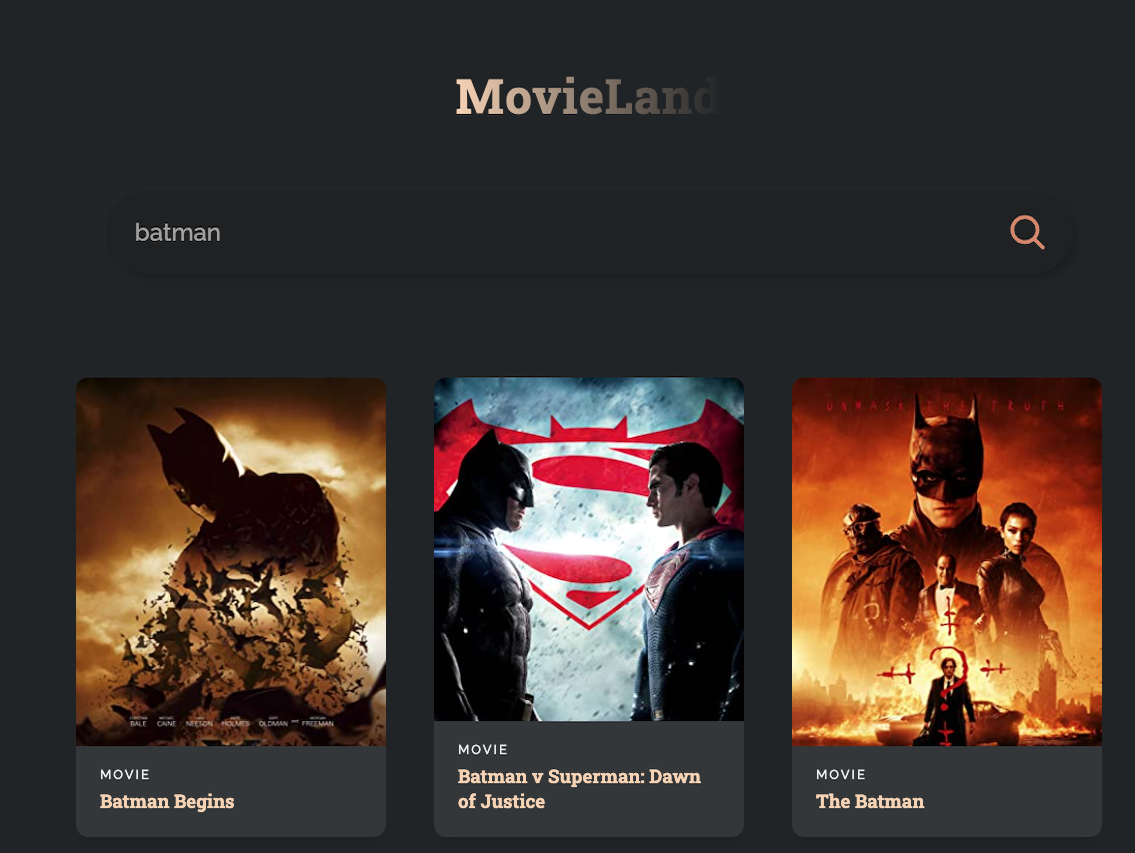 MovieLand
batman
UNMASK THE TRUTH
CHRISTIAN MICHAEL LIAM KATIE GARY MORGAN
BALE CAINE NEESON HOLMES OLDMAN and FREEMAN
MOVIE
Batman Begins
MOVIE
Batman v Superman: Dawn
of Justice
MOVIE
The Batman